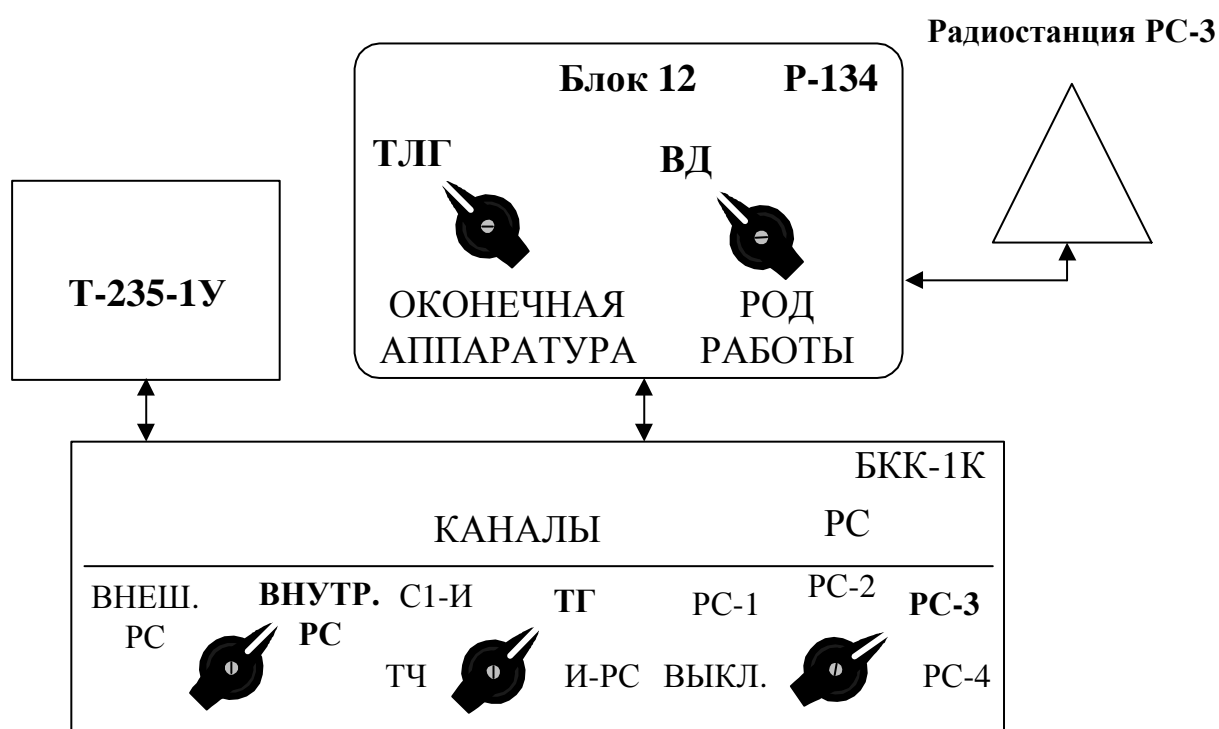 Радиостанция РС-3
Блок 12 Р-134
ТЛГ ВД
Т-235-1У
ОКОНЕЧНАЯ
АППАРАТУРА
РОД
РАБОТЫ
БКК-1К
КАНАЛЫ РС
ВНЕШ.
РС
ВНУТР.
РС
С1-И ТГ
ТЧ И-РС
РС-1 РС-2 РС-3
ВЫКЛ. РС-4